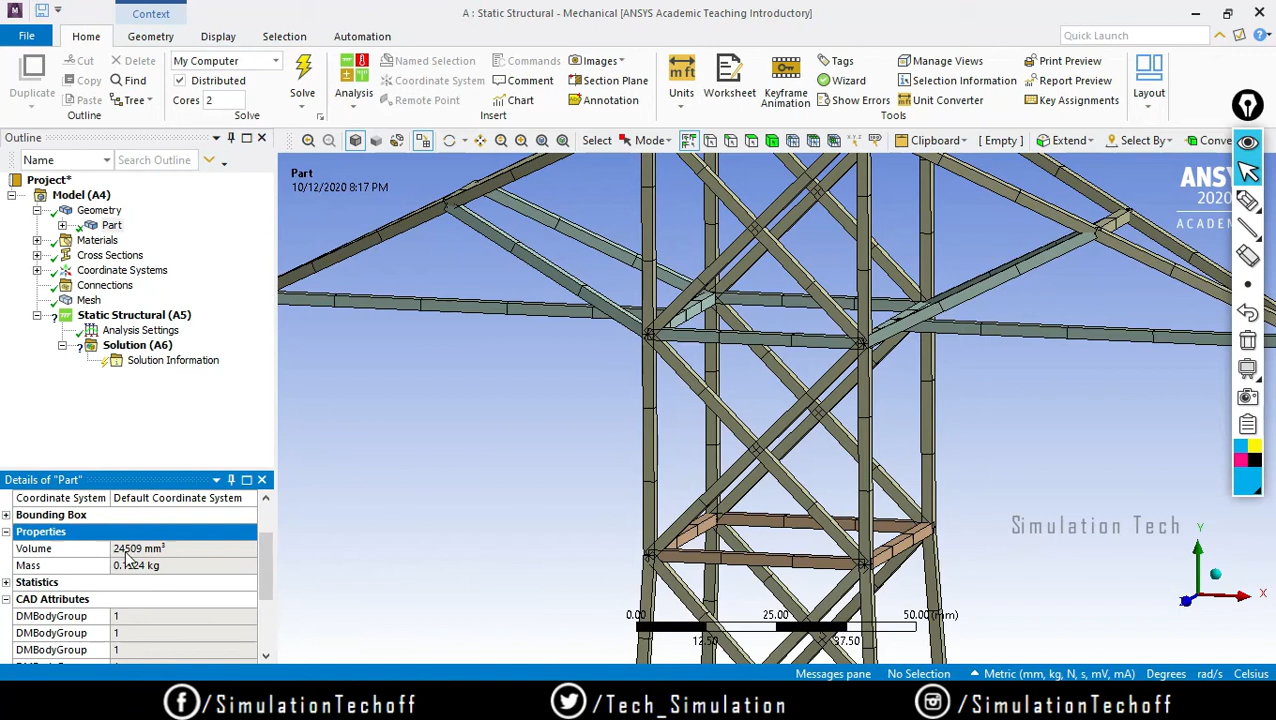 Context
A : Static Structural - Mechanical [ANSYS Academic Teaching Introductory]
File
Home
Geometry
Display
Selection
Automation
Quick Launch
Duplicate
Cut
Delete
Copy
Find
Paste
Tree
Outline
My Computer
Distributed
Cores 2
Solve
Solve
Analysis
Named Selection
Coordinate System
Remote Point
Commands
Comment
Chart
Images
Section Plane
Annotation
Insert
Units
Worksheet
Keyframe Animation
Tags
Wizard
Show Errors
Manage Views
Selection Information
Unit Converter
Print Preview
Report Preview
Key Assignments
Tools
Layout
Outline
Select
Mode
Clipboard
[ Empty ]
Extend
Select By
Conve
Name
Search Outline
Project*
Model (A4)
Geometry
Part
Materials
Cross Sections
Coordinate Systems
Connections
Mesh
Static Structural (A5)
Analysis Settings
Solution (A6)
Solution Information
Part
10/12/2020 8:17 PM
ANS
2020
ACADE
Details of "Part"
Coordinate System Default Coordinate System
Bounding Box
Properties
Volume 24509 mm³
Mass
Statistics
CAD Attributes
DMBodyGroup 1
DMBodyGroup 1
DMBodyGroup 1
Simulation Tech
Y
X
Z
0.00
25.00
50.00 (mm)
12.50
37.50
Messages pane
No Selection
Metric (mm, kg, N, s, mV, mA)
Degrees
rad/s
Celsius
/SimulationTechoff
/Tech_Simulation
/SimulationTechoff